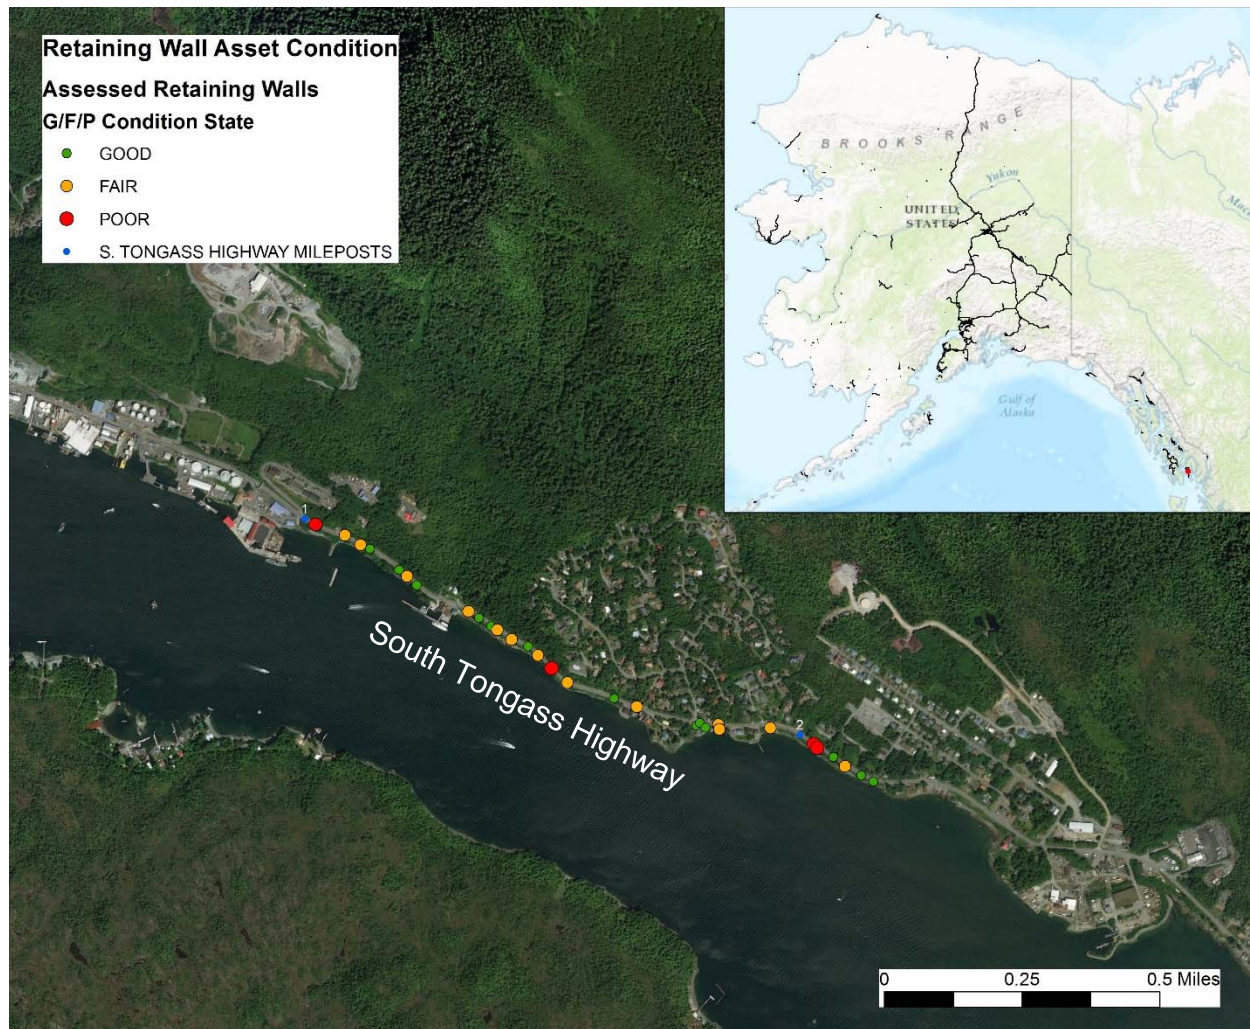 Retaining Wall Asset Condition
Assessed Retaining Walls
G/F/P Condition State
GOOD
FAIR
POOR
S. TONGASS HIGHWAY MILEPOSTS
BROOKS RANGE
Yukon
UNITED
STATES
Gulf of
Alaska
1
2
South Tongass Highway
0 0.25 0.5 Miles